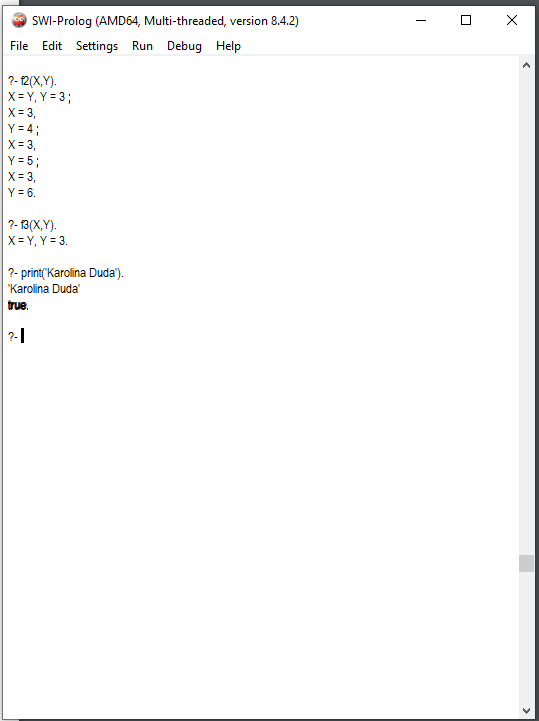 SWI-Prolog (AMD64, Multi-threaded, version 8.4.2)
File Edit Settings Run Debug Help
?- f2(X,Y).
X = Y, Y = 3 ;
X = 3,
Y = 4 ;
X = 3,
Y = 5 ;
X = 3,
Y = 6.
?- f3(X,Y).
X = Y, Y = 3.
?- print('Karolina Duda').
'Karolina Duda'
true.
?-